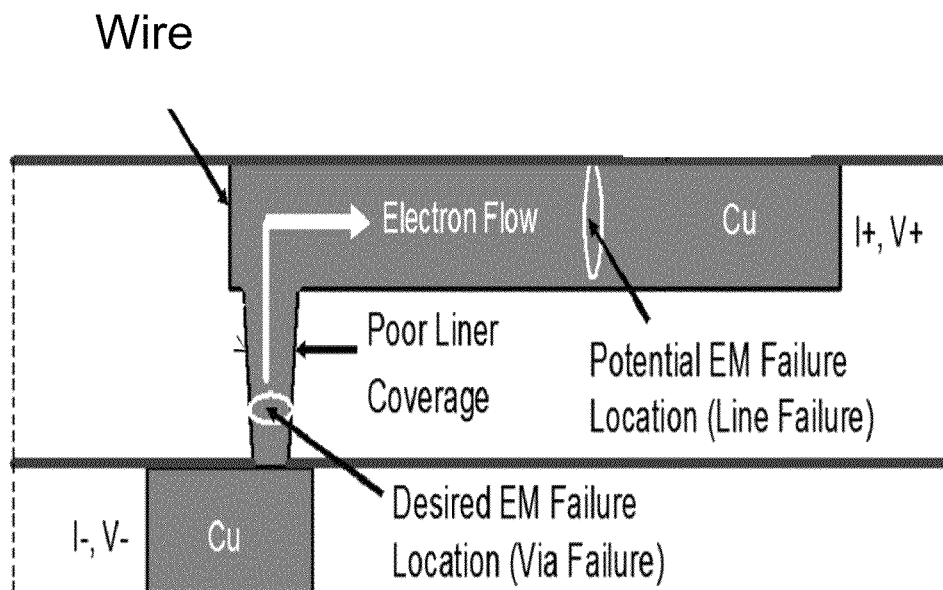 Wire
Electron Flow
Cu
I+, V+
Poor Liner
Coverage
Potential EM Failure
Location (Line Failure)
Desired EM Failure
Location (Via Failure)
I-, V-
Cu